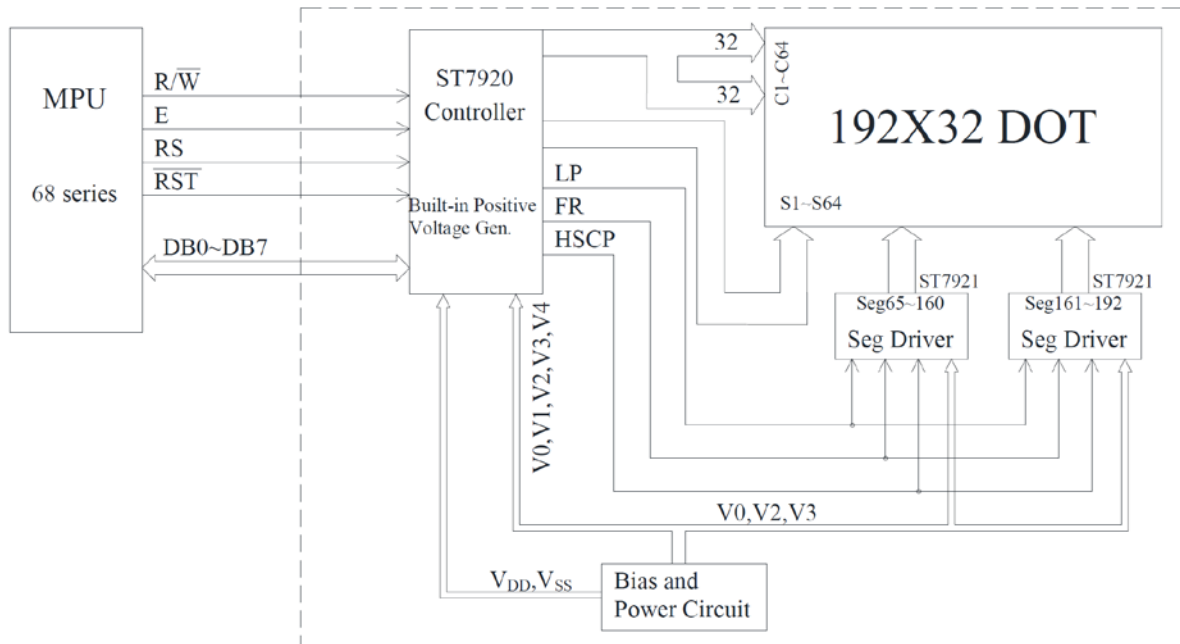 MPU
68 series
R/W̅
E
RS
R̅S̅T̅
DB0~DB7
ST7920
Controller
Built-in Positive
Voltage Gen.
LP
FR
HSCP
32
32
C1~C64
192X32 DOT
S1~S64
ST7921
Seg65~160
Seg Driver
ST7921
Seg161~192
Seg Driver
V0,V1,V2,V3,V4
V0,V2,V3
VDD,VSS
Bias and
Power Circuit